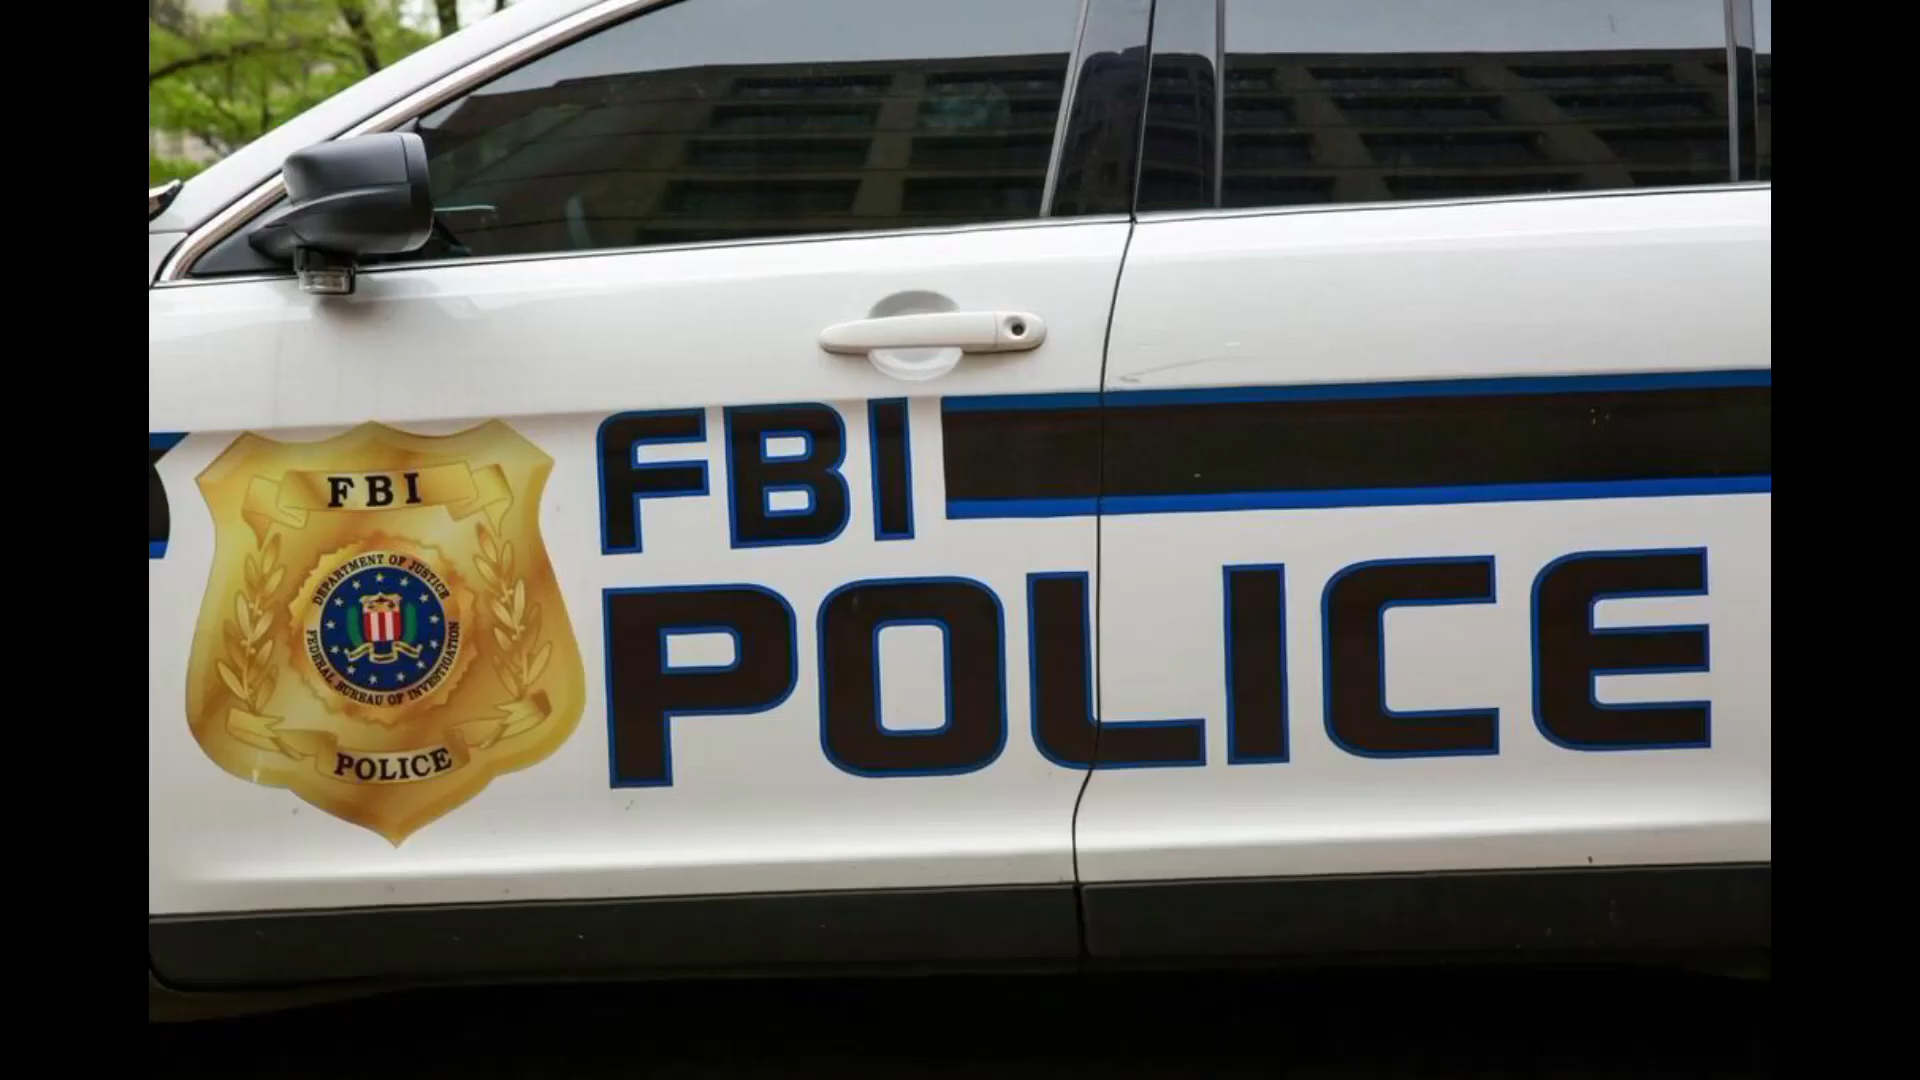 FBI
DEPARTMENT OF JUSTICE
FEDERAL BUREAU OF INVESTIGATION
POLICE
FBI
POLICE